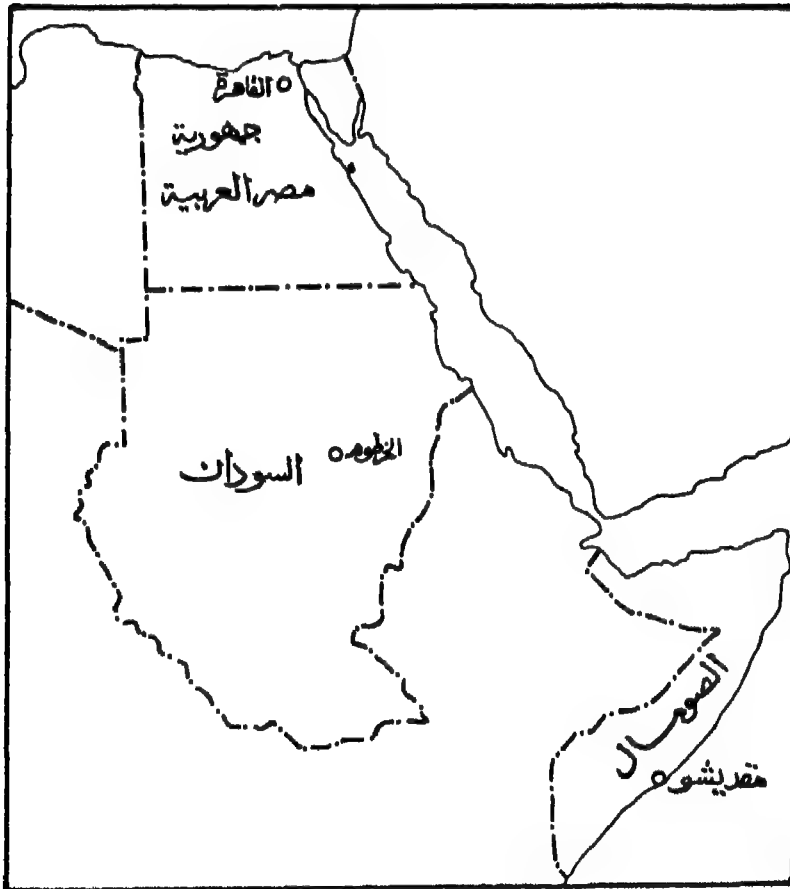 القاهرة
جمهورية
مصر العربية
الخرطوم
السودان
الصومال
مقديشو